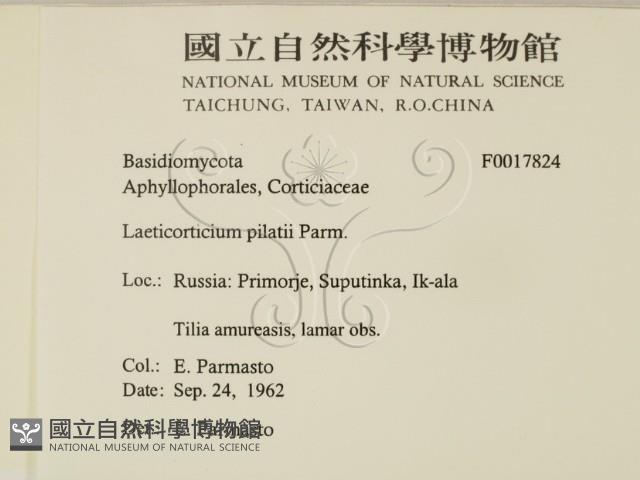 國立自然科學博物館
NATIONAL MUSEUM OF NATURAL SCIENCE
TAICHUNG, TAIWAN, R.O.CHINA
Basidiomycota F0017824
Aphyllophorales, Corticiaceae
Laeticorticium pilatii Parm.
Loc.: Russia: Primorje, Suputinka, Ik-ala
Tilia amureasis, lamar obs.
Col.: E. Parmasto
Date: Sep. 24, 1962
Det.: E. Parmasto
國立自然科學博物館
NATIONAL MUSEUM OF NATURAL SCIENCE